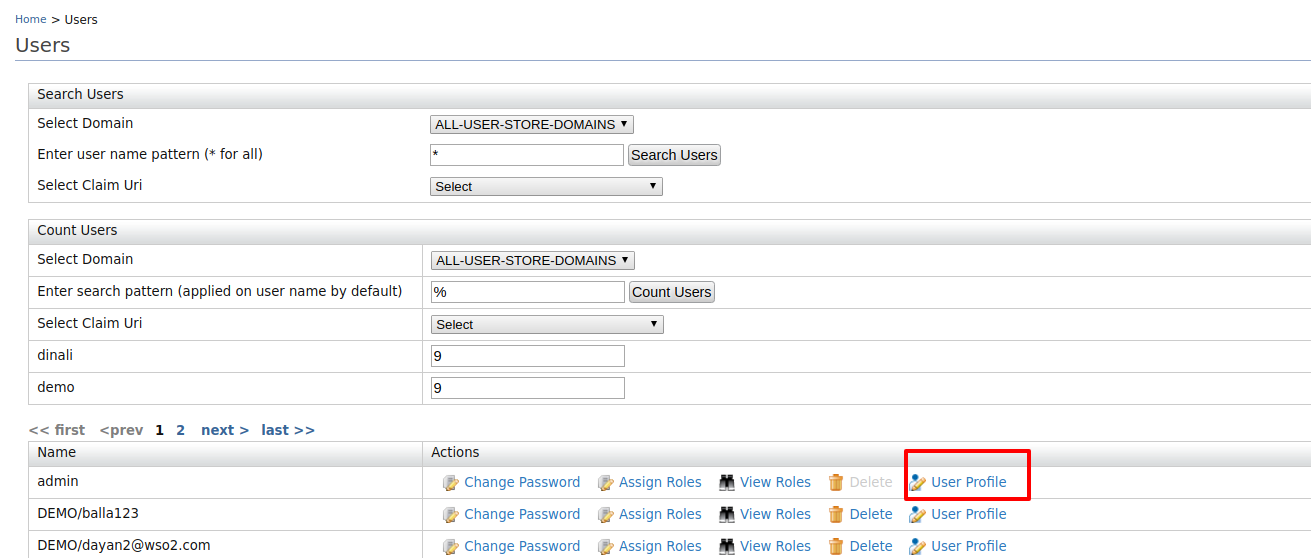 Home > Users
Users
Search Users
Select Domain ALL-USER-STORE-DOMAINS
Enter user name pattern (* for all) * Search Users
Select Claim Uri Select
Count Users
Select Domain ALL-USER-STORE-DOMAINS
Enter search pattern (applied on user name by default) % Count Users
Select Claim Uri Select
dinali 9
demo 9
<< first <prev 1 2 next > last >>
Name Actions
admin Change Password Assign Roles View Roles Delete User Profile
DEMO/balla123 Change Password Assign Roles View Roles Delete User Profile
DEMO/dayan2@wso2.com Change Password Assign Roles View Roles Delete User Profile